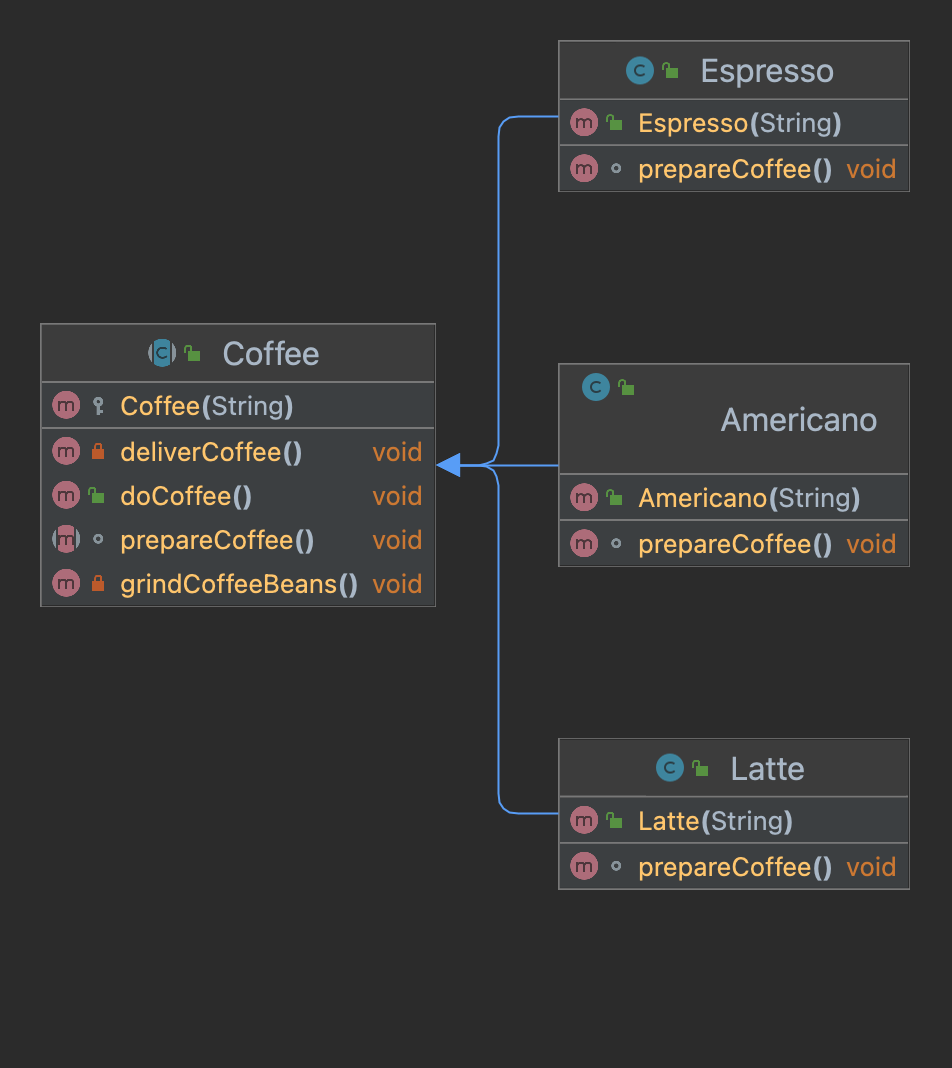 Espresso
Espresso(String)
prepareCoffee() void
Coffee
Coffee(String)
deliverCoffee() void
doCoffee() void
prepareCoffee() void
grindCoffeeBeans() void
Americano
Americano(String)
prepareCoffee() void
Latte
Latte(String)
prepareCoffee() void